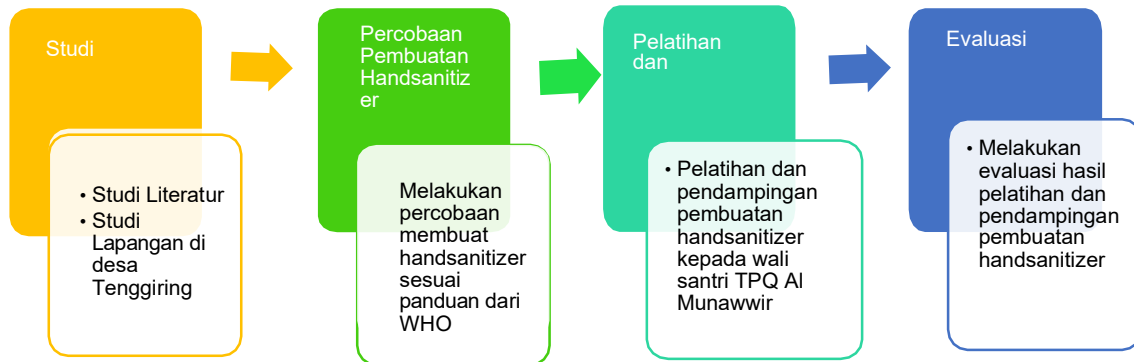 Studi
• Studi Literatur
• Studi
Lapangan di
desa
Tenggiring
Percobaan
Pembuatan
Handsanitiz
er
Melakukan
percobaan
membuat
handsanitizer
sesuai
panduan dari
WHO
Pelatihan
dan
• Pelatihan dan
pendampingan
pembuatan
handsanitizer
kepada wali
santri TPQ Al
Munawwir
Evaluasi
• Melakukan
evaluasi hasil
pelatihan dan
pendampingan
pembuatan
handsanitizer